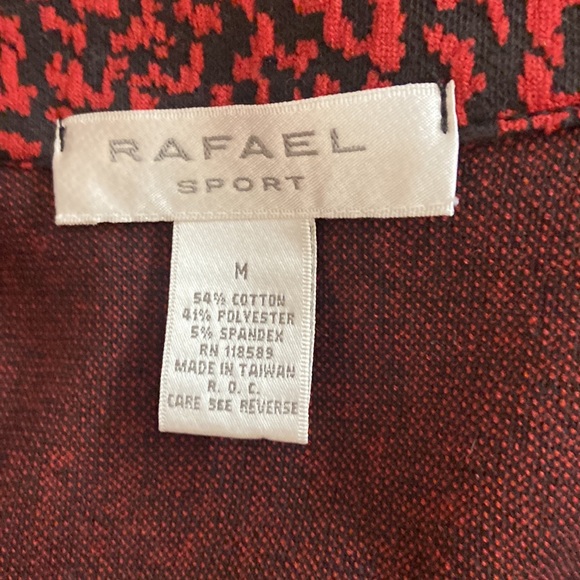 RAFAEL
SPORT
M
54% COTTON
41% POLYESTER
5% SPANDEX
RN 118589
MADE IN TAIWAN
R. O. C.
CARE SEE REVERSE